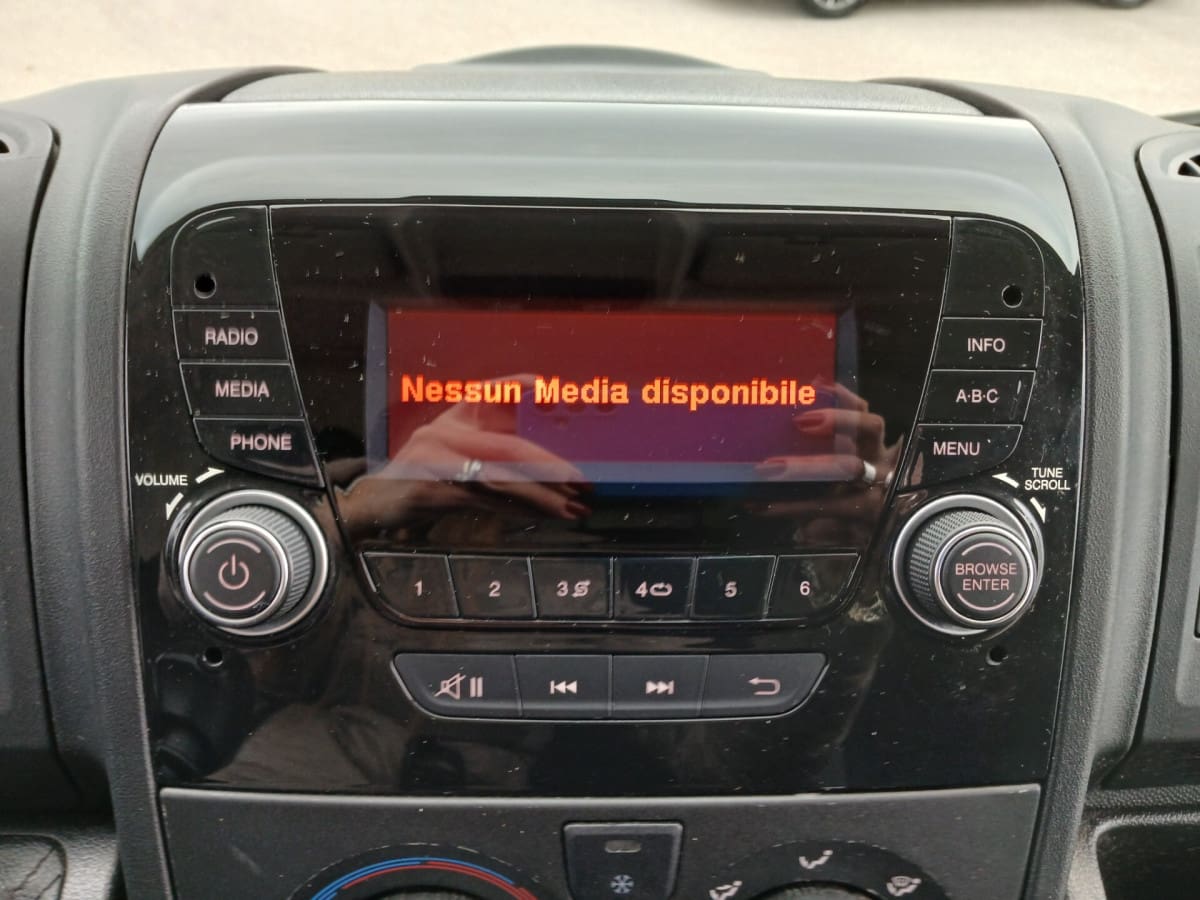 RADIO
MEDIA
PHONE
Nessun Media disponibile
INFO
A·B·C
MENU
VOLUME
TUNE
SCROLL
1
2
3
4
5
6
BROWSE
ENTER